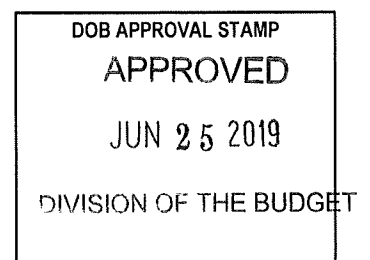 DOB APPROVAL STAMP
APPROVED
JUN 25 2019
DIVISION OF THE BUDGET